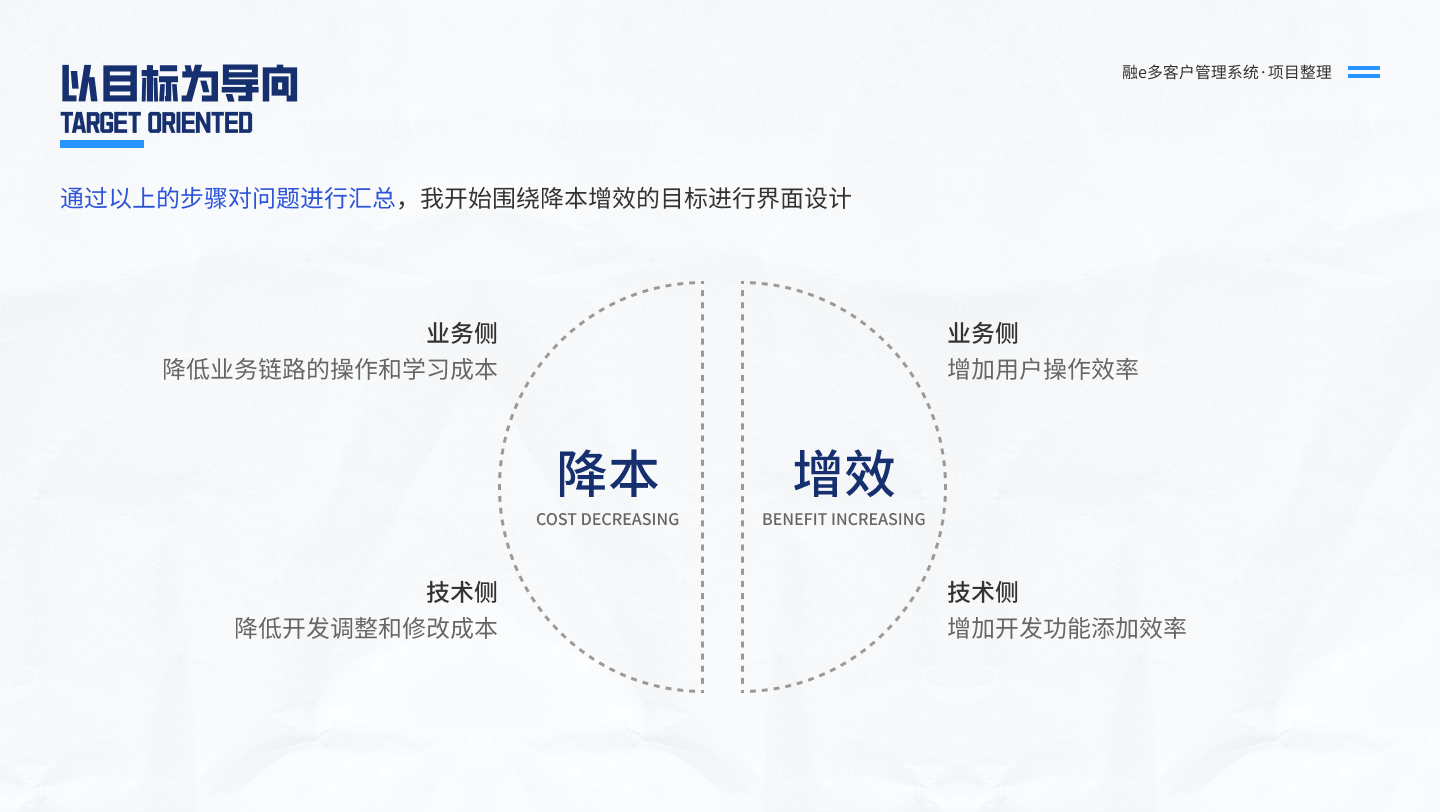 以目标为导向
TARGET ORIENTED
融e多客户管理系统·项目整理
通过以上的步骤对问题进行汇总，我开始围绕降本增效的目标进行界面设计
业务侧
降低业务链路的操作和学习成本
业务侧
增加用户操作效率
降本
COST DECREASING
增效
BENEFIT INCREASING
技术侧
降低开发调整和修改成本
技术侧
增加开发功能添加效率